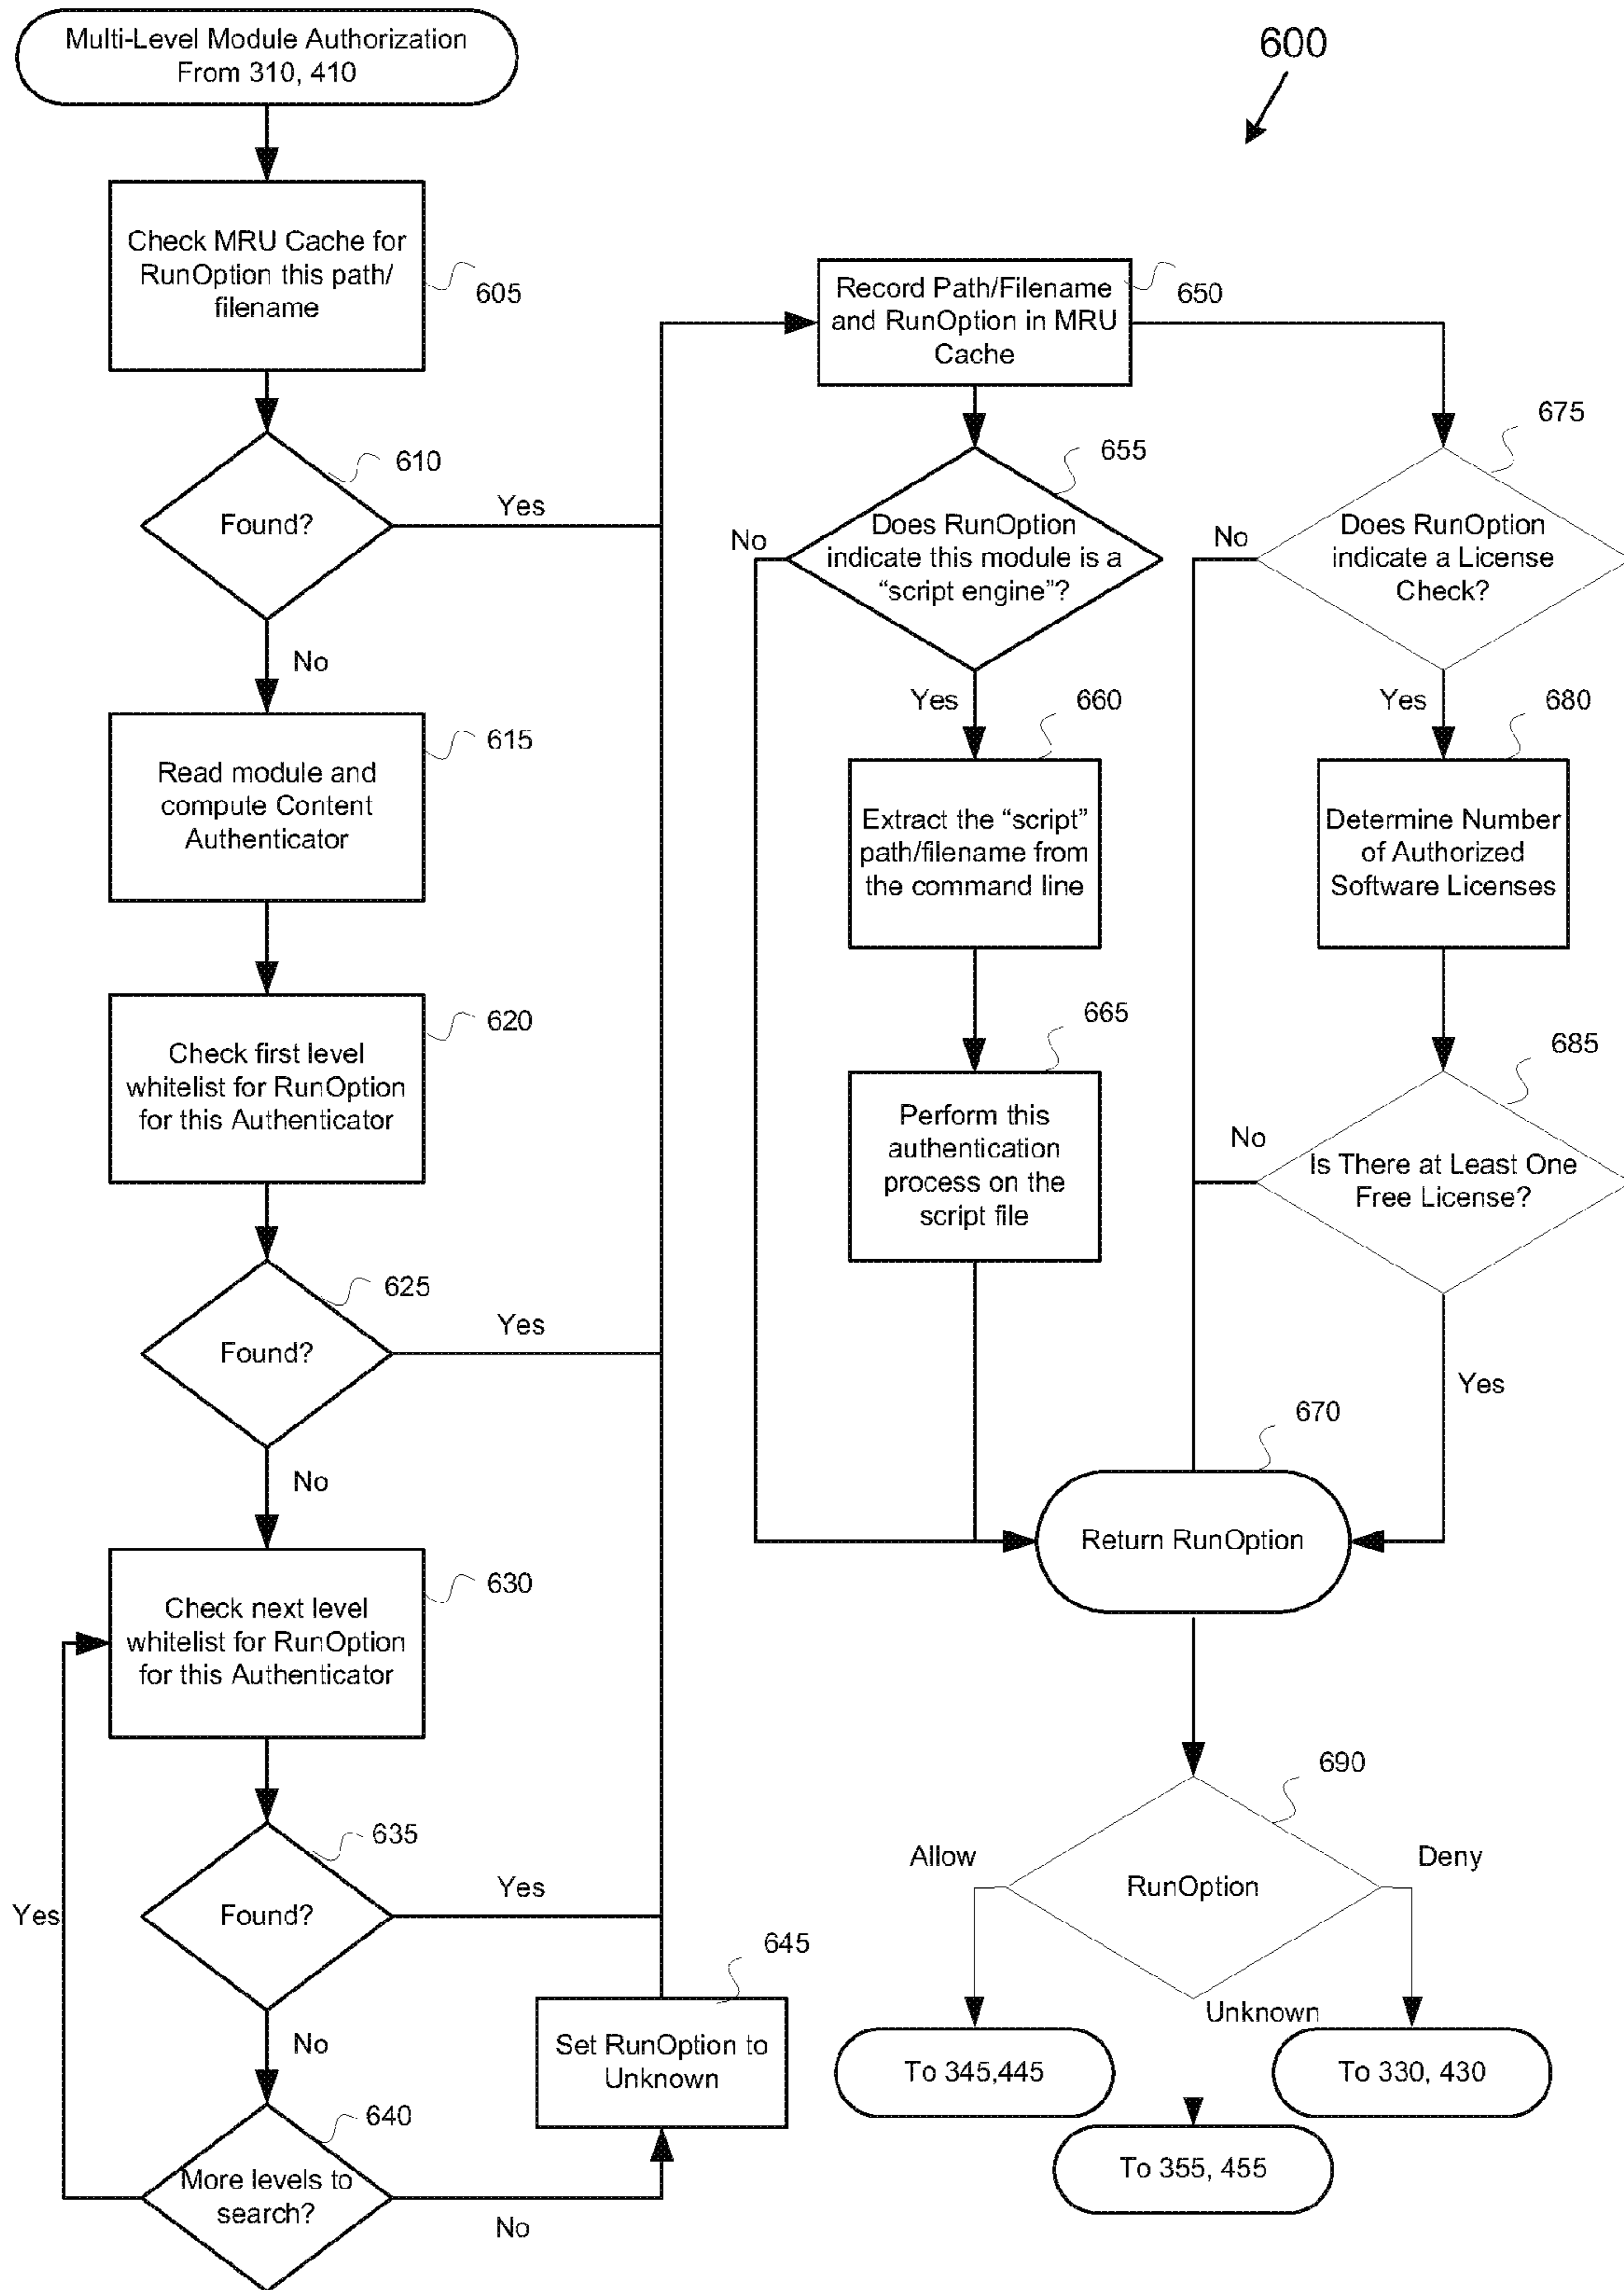 Multi-Level Module Authorization
From 310, 410
600
Check MRU Cache for
RunOption this path/
filename
605
Found?
610
Yes
No
Read module and
compute Content
Authenticator
615
Check first level
whitelist for RunOption
for this Authenticator
620
Found?
625
Yes
No
Check next level
whitelist for RunOption
for this Authenticator
630
Found?
635
Yes
No
Yes
More levels to
search?
640
No
Set RunOption to
Unknown
645
Record Path/Filename
and RunOption in MRU
Cache
650
Does RunOption
indicate this module is a
“script engine”?
655
No
Yes
Extract the “script”
path/filename from
the command line
660
Perform this
authentication
process on the
script file
665
Does RunOption
indicate a License
Check?
675
No
Yes
Determine Number
of Authorized
Software Licenses
680
Is There at Least One
Free License?
685
No
Yes
Return RunOption
670
RunOption
690
Allow
Deny
Unknown
To 345,445
To 330, 430
To 355, 455